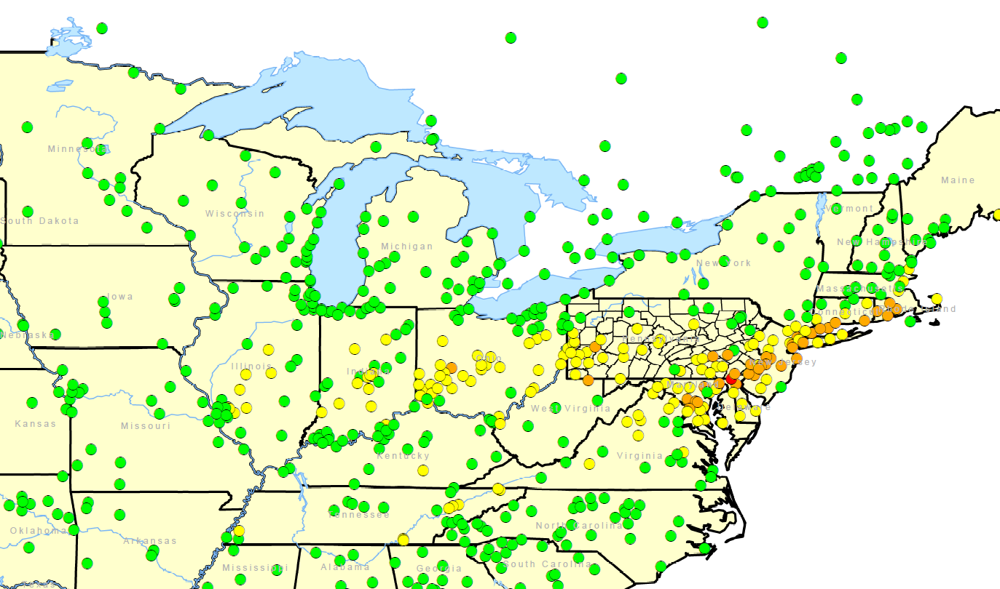 Minnesota
Maine
South Dakota
Wisconsin
Vermont
Michigan
New Hampshire
New York
Iowa
Massachusetts
Connecticut
Rhode Island
Nebraska
Pennsylvania
Illinois
Indiana
Ohio
New Jersey
Maryland
Delaware
West Virginia
Kansas
Missouri
Kentucky
Virginia
Tennessee
North Carolina
Oklahoma
Arkansas
Mississippi
Alabama
Georgia
South Carolina
Texas